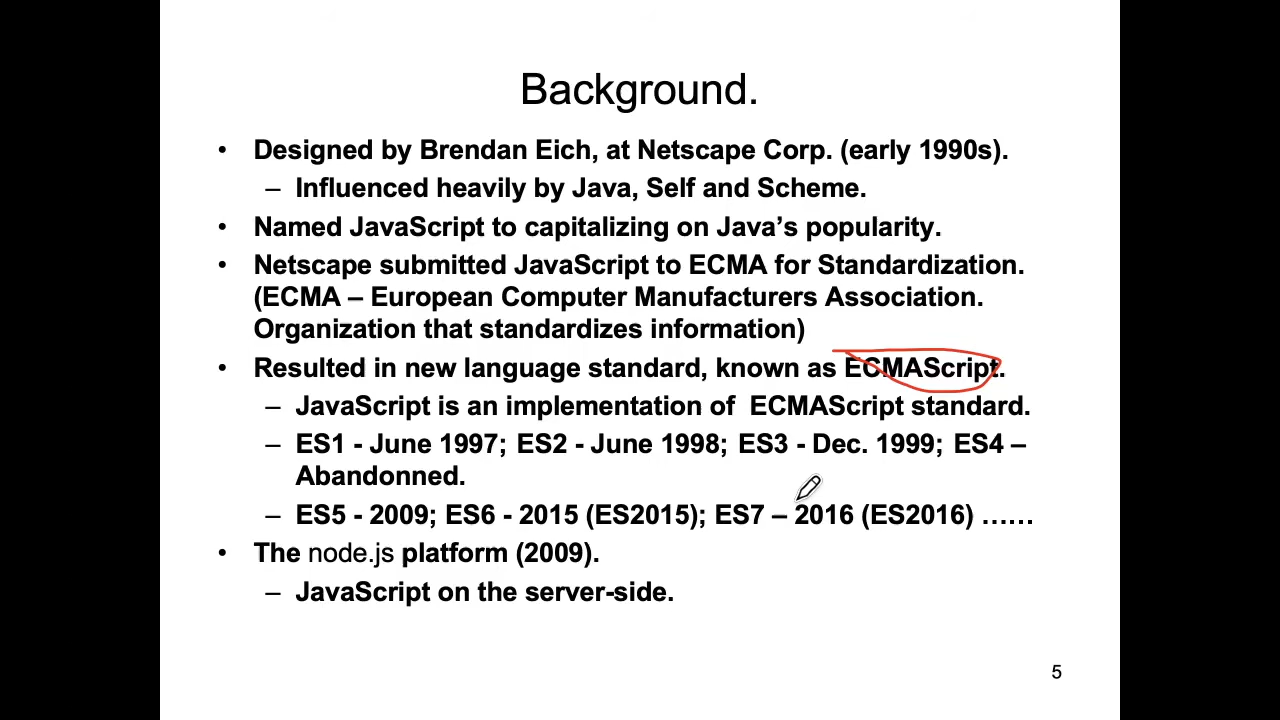 Background.
• Designed by Brendan Eich, at Netscape Corp. (early 1990s).
– Influenced heavily by Java, Self and Scheme.
• Named JavaScript to capitalizing on Java’s popularity.
• Netscape submitted JavaScript to ECMA for Standardization.
(ECMA – European Computer Manufacturers Association.
Organization that standardizes information)
• Resulted in new language standard, known as ECMAScript.
– JavaScript is an implementation of ECMAScript standard.
– ES1 - June 1997; ES2 - June 1998; ES3 - Dec. 1999; ES4 –
Abandonned.
– ES5 - 2009; ES6 - 2015 (ES2015); ES7 – 2016 (ES2016) ……
• The node.js platform (2009).
– JavaScript on the server-side.
5